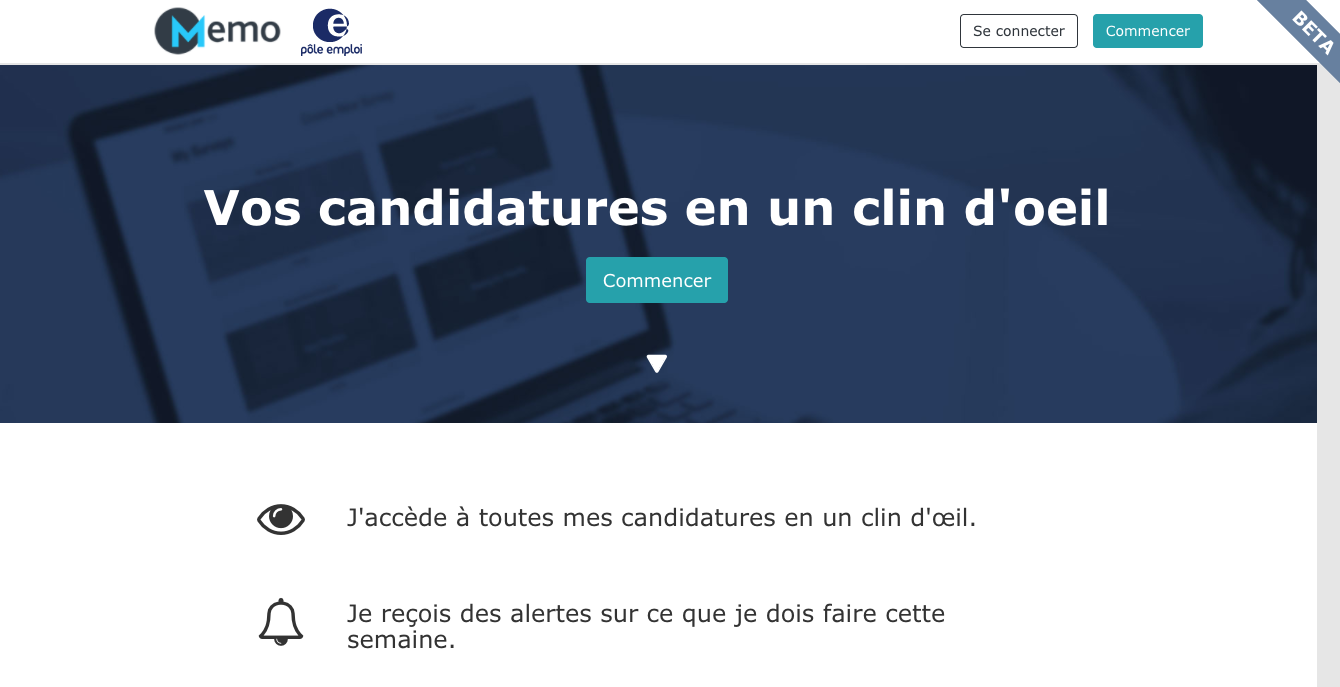 Memo
pôle emploi
Se connecter
Commencer
BETA
Vos candidatures en un clin d'oeil
Commencer
J'accède à toutes mes candidatures en un clin d'œil.
Je reçois des alertes sur ce que je dois faire cette
semaine.